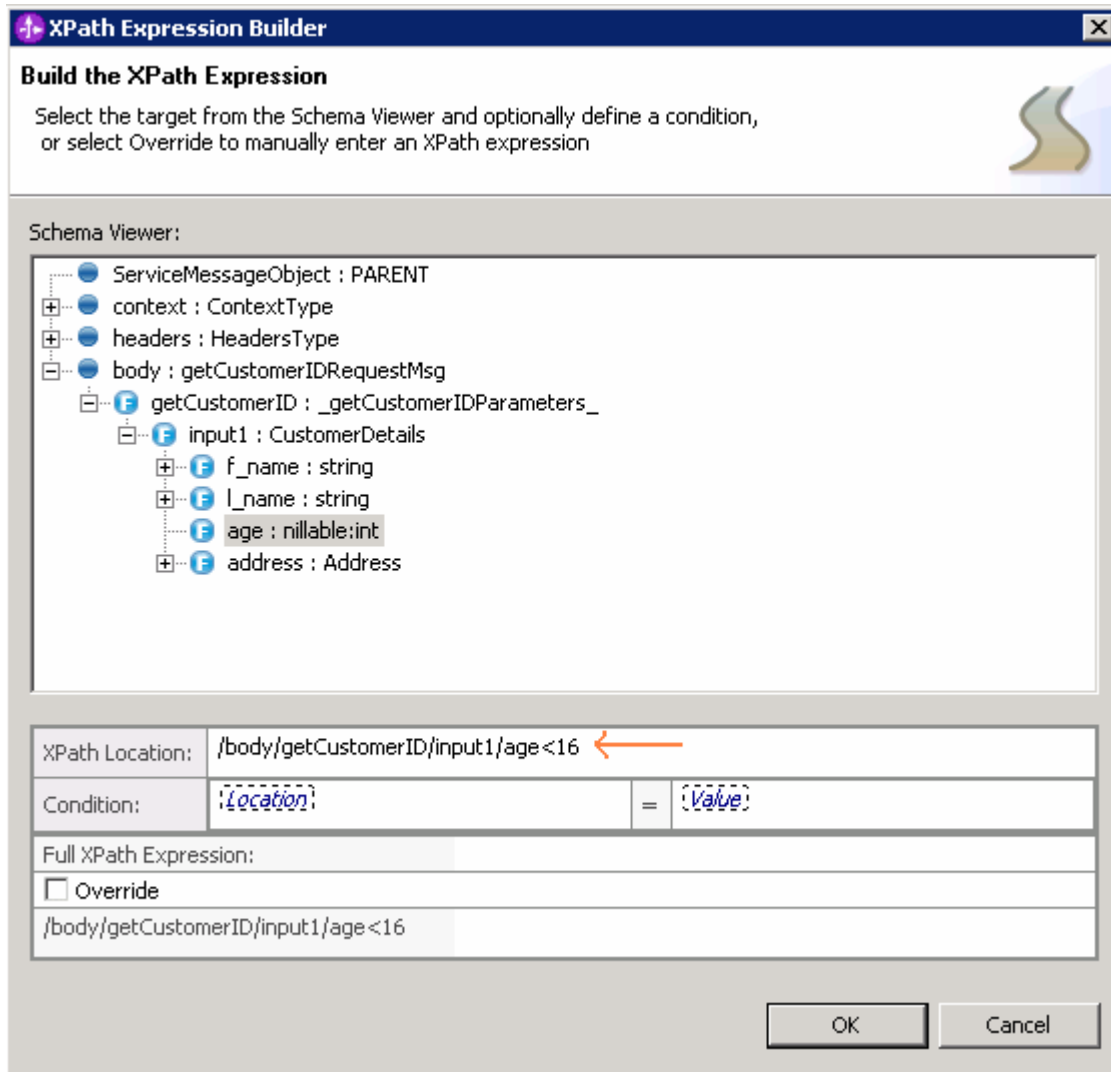 XPath Expression Builder
Build the XPath Expression
Select the target from the Schema Viewer and optionally define a condition,
or select Override to manually enter an XPath expression
Schema Viewer:
ServiceMessageObject : PARENT
context : ContextType
headers : HeadersType
body : getCustomerIDRequestMsg
getCustomerID : _getCustomerIDParameters_
input1 : CustomerDetails
f_name : string
l_name : string
age : nillable:int
address : Address
XPath Location: /body/getCustomerID/input1/age<16
Condition: Location = Value
Full XPath Expression:
Override
/body/getCustomerID/input1/age<16
OK Cancel